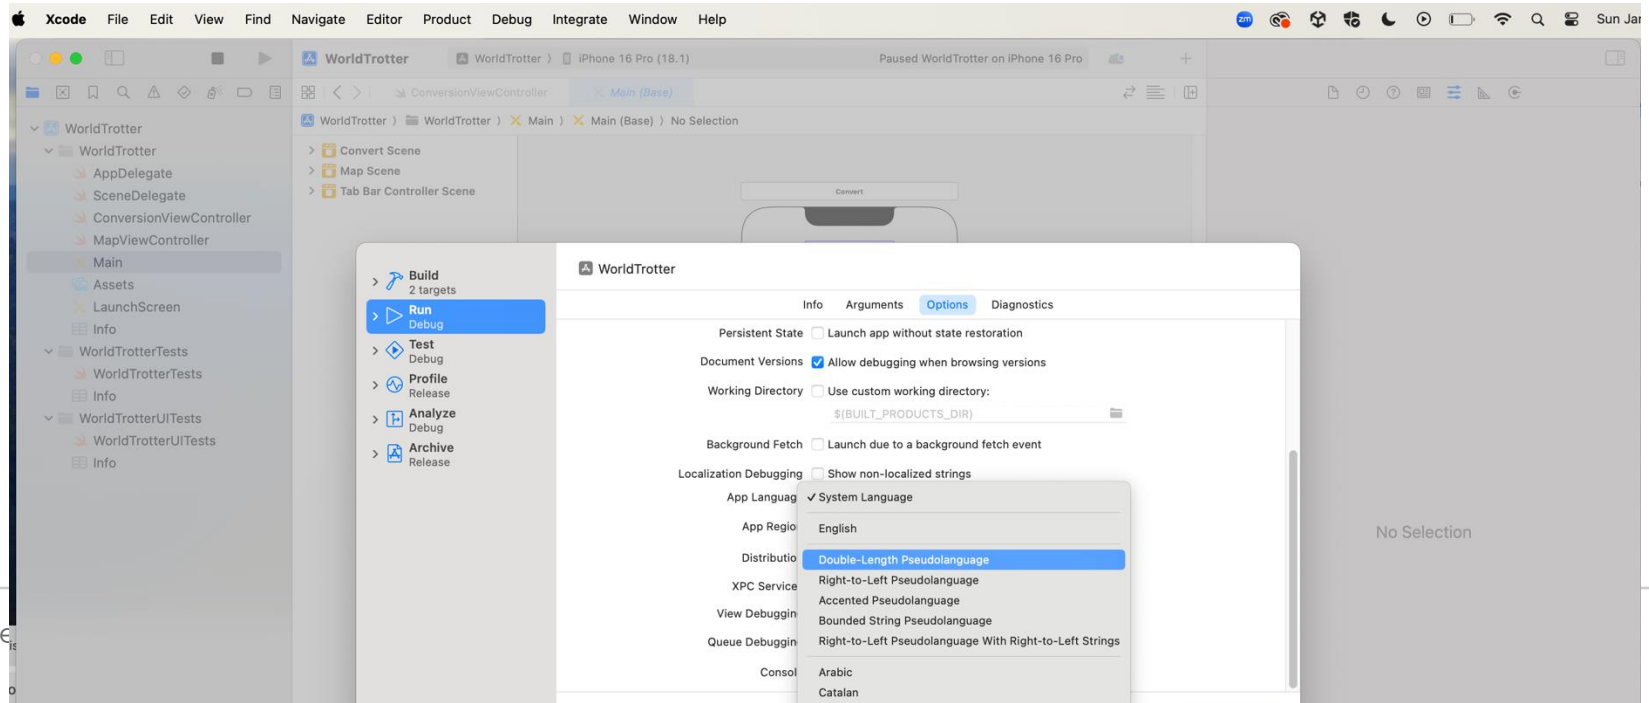 Xcode File Edit View Find Navigate Editor Product Debug Integrate Window Help zm Sun Jan
WorldTrotter WorldTrotter iPhone 16 Pro (18.1) Paused WorldTrotter on iPhone 16 Pro
ConversionViewController Main (Base)
WorldTrotter WorldTrotter Main Main (Base) No Selection
WorldTrotter
WorldTrotter
AppDelegate
SceneDelegate
ConversionViewController
MapViewController
Main
Assets
LaunchScreen
Info
WorldTrotterTests
WorldTrotterTests
Info
WorldTrotterUITests
WorldTrotterUITests
Info
Convert Scene
Map Scene
Tab Bar Controller Scene
Convert
Build
2 targets
Run
Debug
Test
Debug
Profile
Release
Analyze
Debug
Archive
Release
WorldTrotter
Info Arguments Options Diagnostics
Persistent State Launch app without state restoration
Document Versions Allow debugging when browsing versions
Working Directory Use custom working directory:
$(BUILT_PRODUCTS_DIR)
Background Fetch Launch due to a background fetch event
Localization Debugging Show non-localized strings
App Languag System Language
App Regio English
Distributio Double-Length Pseudolanguage
Right-to-Left Pseudolanguage
XPC Service
Accented Pseudolanguage
View Debuggin Bounded String Pseudolanguage
Queue Debuggin Right-to-Left Pseudolanguage With Right-to-Left Strings
Consol Arabic
Catalan
No Selection